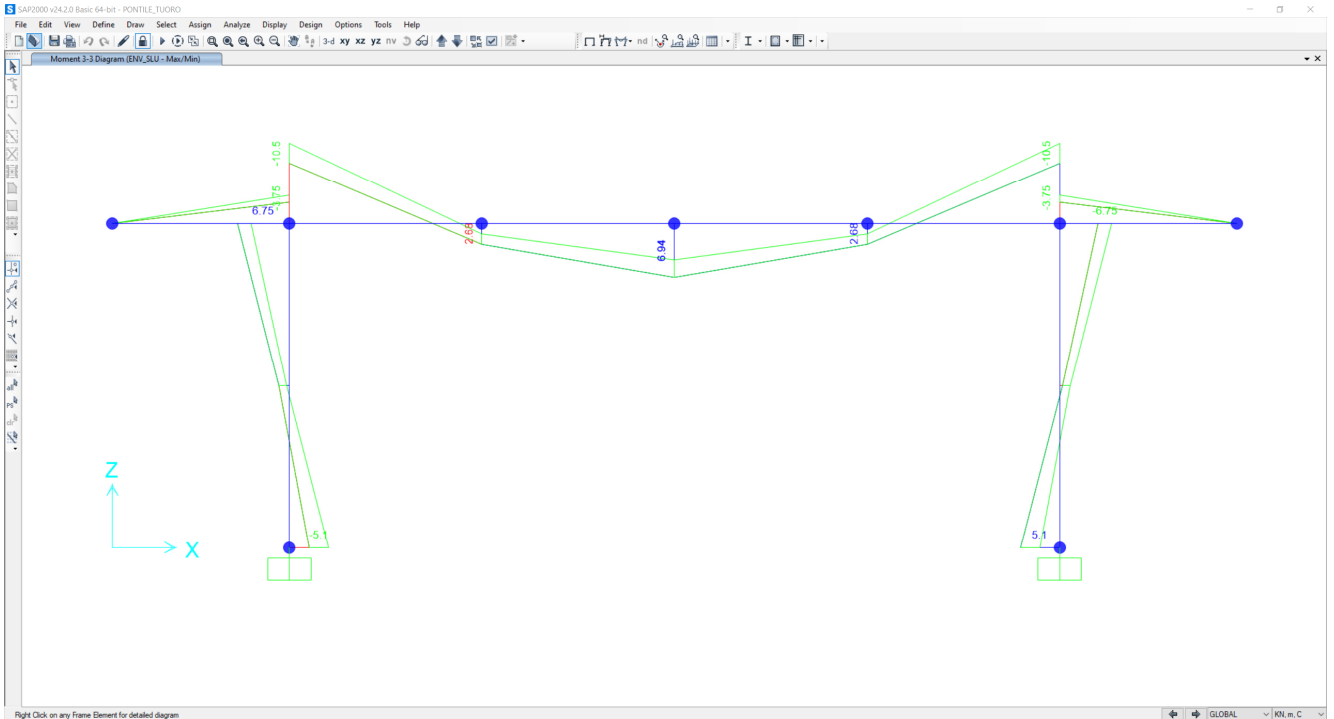 SAP2000 v24.2.0 Basic 64-bit - PONTILE_TUORO
File Edit View Define Draw Select Assign Analyze Display Design Options Tools Help
3-d xy xz yz nv nd
Moment 3-3 Diagram (ENV_SLU - Max/Min)
-10.5
-10.5
-3.75
-3.75
6.75
-6.75
2.68
6.94
2.68
Z
X
-5.1
5.1
all
PS
clr
Right Click on any Frame Element for detailed diagram
GLOBAL KN, m, C